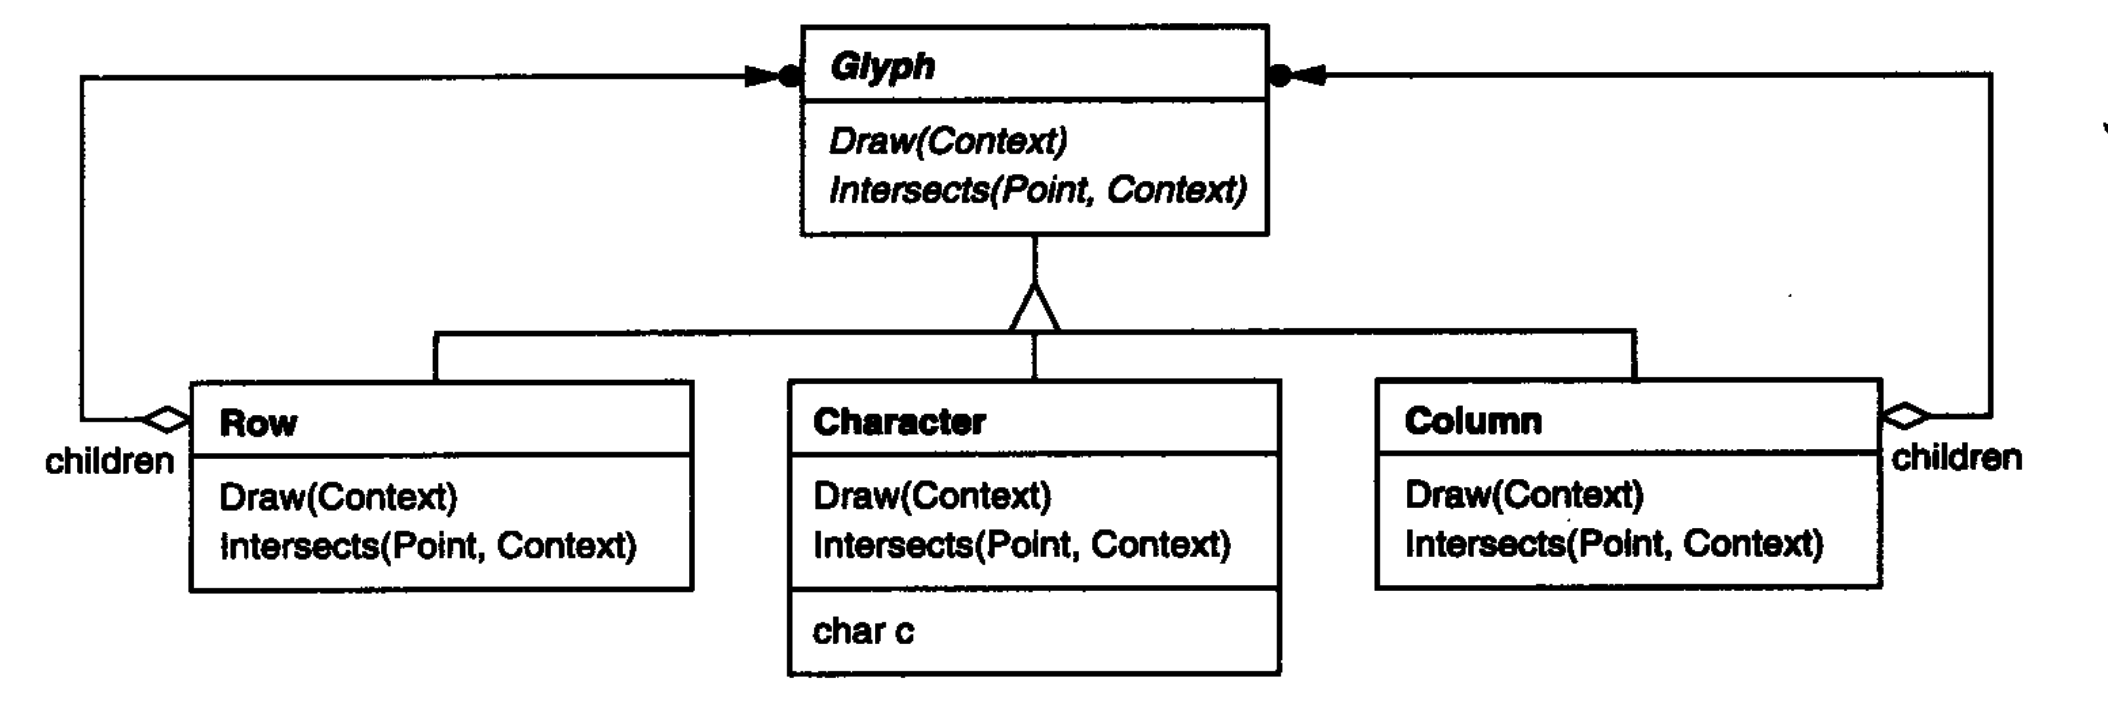 Glyph
Draw(Context)
Intersects(Point, Context)
children
Row
Draw(Context)
Intersects(Point, Context)
Character
Draw(Context)
Intersects(Point, Context)
char c
Column
Draw(Context)
Intersects(Point, Context)
children